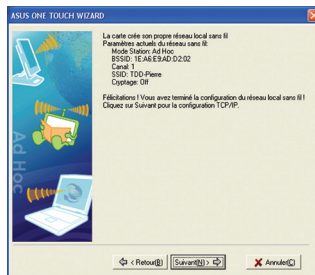 ASUS ONE TOUCH WIZARD
La carte crée son propre réseau local sans fil
Paramètres actuels du réseau sans fil:
Mode Station: Ad Hoc
BSSID: 1E:A6:E9:AD:D2:02
Canal: 1
SSID: TDD-Pierre
Cryptage: Off
Félicitations ! Vous avez terminé la configuration du réseau local sans fil !
Cliquez sur Suivant pour la configuration TCP/IP.
Ad Hoc
< Retour(B)
Suivant(N) >
Annuler(C)